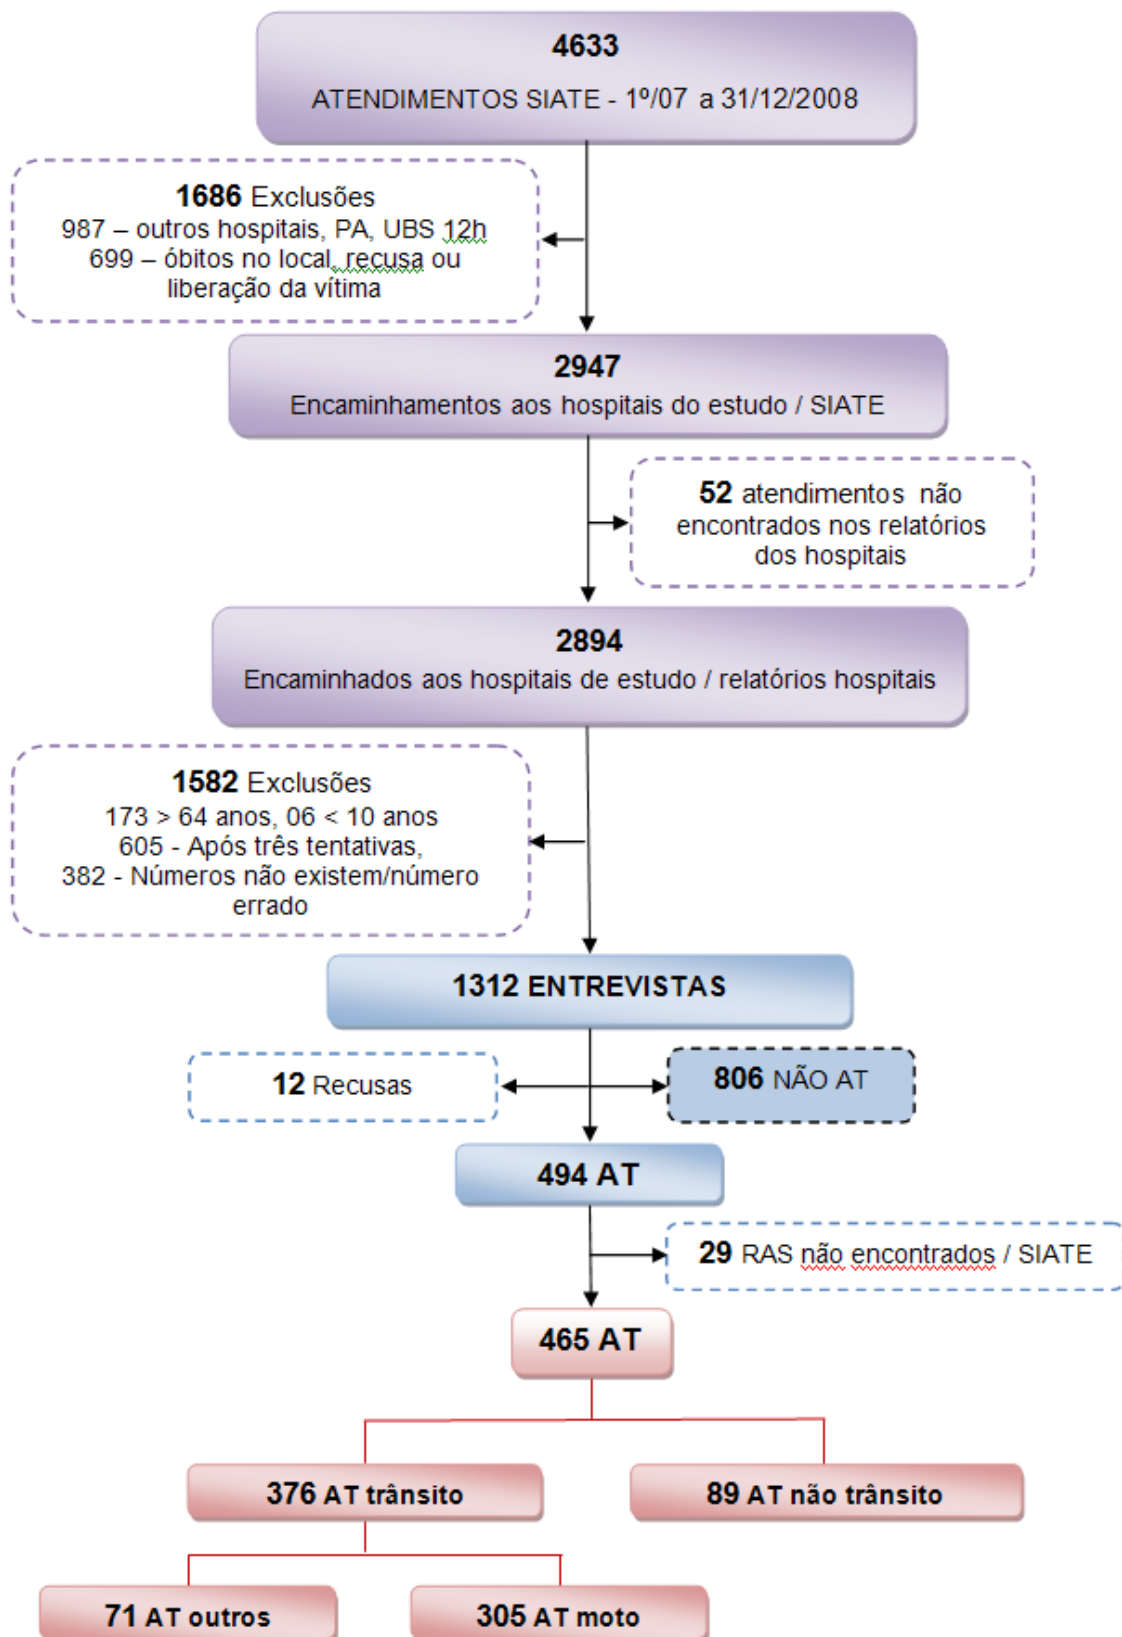 4633
ATENDIMENTOS SIATE - 1º/07 a 31/12/2008
1686 Exclusões
987 – outros hospitais, PA, UBS 12h
699 – óbitos no local, recusa ou
liberação da vítima
2947
Encaminhamentos aos hospitais do estudo / SIATE
52 atendimentos não
encontrados nos relatórios
dos hospitais
2894
Encaminhados aos hospitais de estudo / relatórios hospitais
1582 Exclusões
173 > 64 anos, 06 < 10 anos
605 - Após três tentativas,
382 - Números não existem/número
errado
1312 ENTREVISTAS
12 Recusas
806 NÃO AT
494 AT
29 RAS não encontrados / SIATE
465 AT
376 AT trânsito
89 AT não trânsito
71 AT outros
305 AT moto